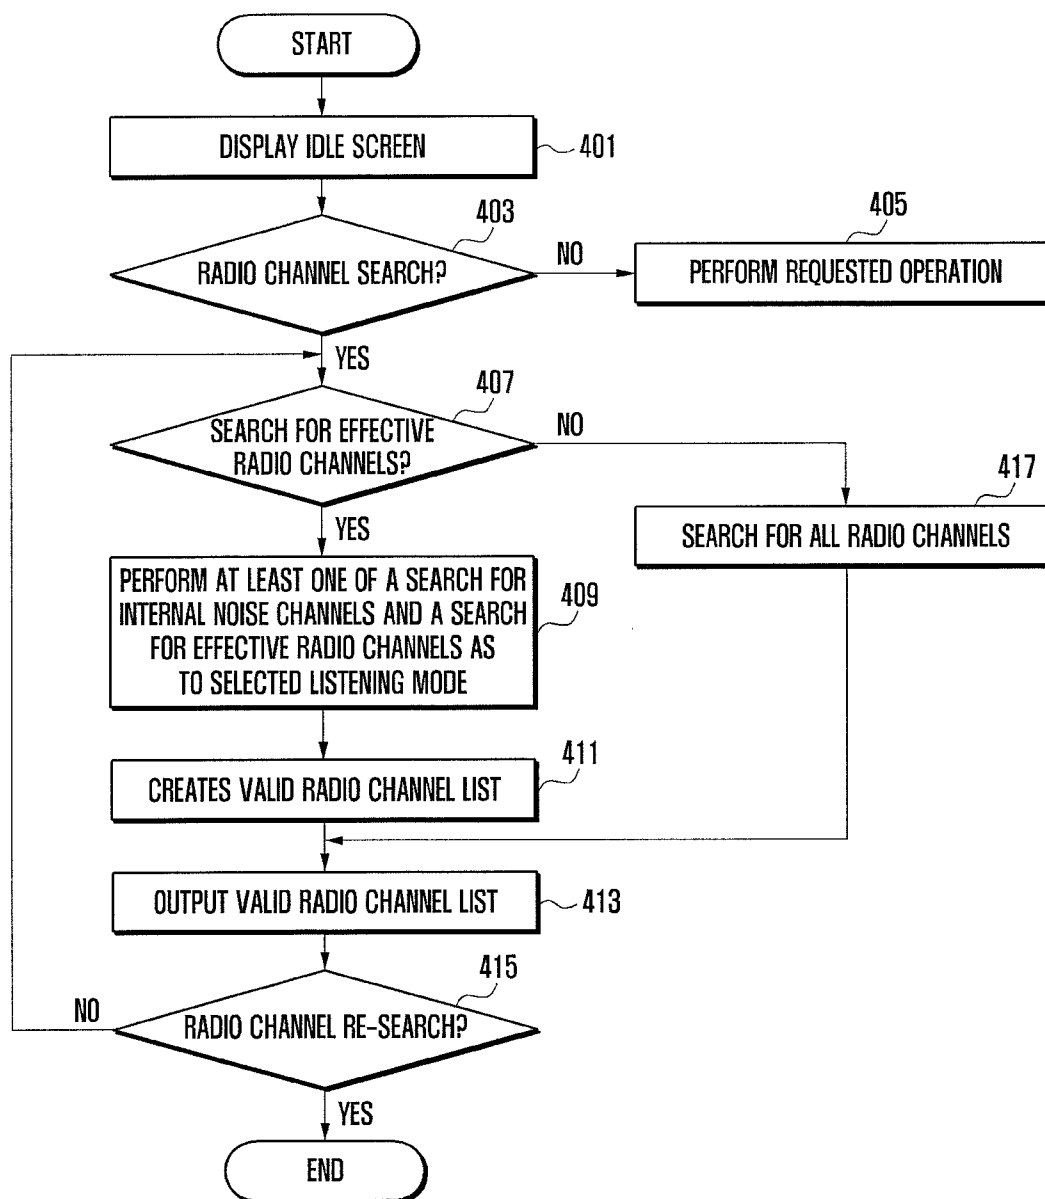 START
DISPLAY IDLE SCREEN
401
403
RADIO CHANNEL SEARCH?
NO
405
PERFORM REQUESTED OPERATION
YES
407
SEARCH FOR EFFECTIVE
RADIO CHANNELS?
NO
417
SEARCH FOR ALL RADIO CHANNELS
YES
PERFORM AT LEAST ONE OF A SEARCH FOR
INTERNAL NOISE CHANNELS AND A SEARCH
FOR EFFECTIVE RADIO CHANNELS AS
TO SELECTED LISTENING MODE
409
411
CREATES VALID RADIO CHANNEL LIST
OUTPUT VALID RADIO CHANNEL LIST
413
415
NO
RADIO CHANNEL RE-SEARCH?
YES
END